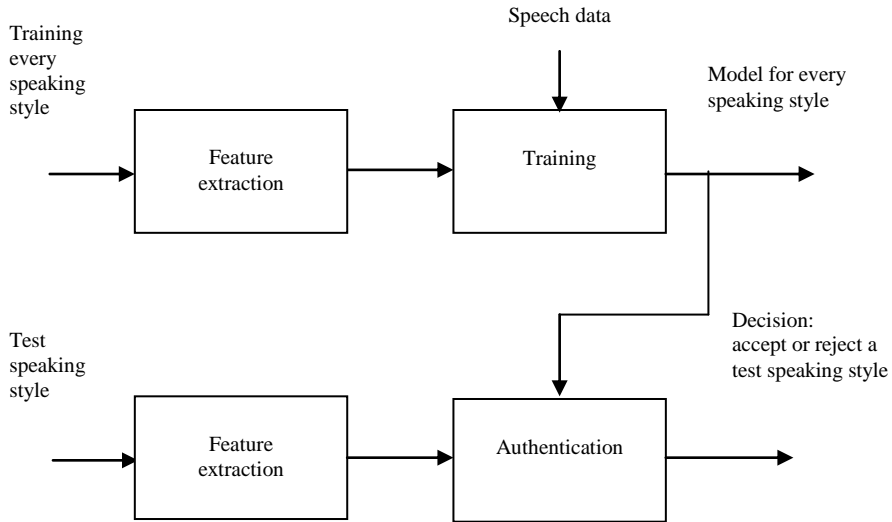 Training
every
speaking
style
Speech data
Model for every
speaking style
Feature
extraction
Training
Test
speaking
style
Decision:
accept or reject a
test speaking style
Feature
extraction
Authentication